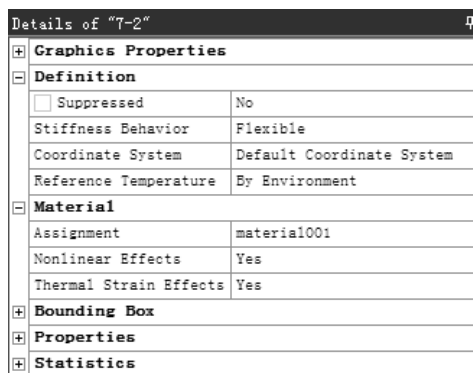 Details of "7-2"
Graphics Properties
Definition
Suppressed No
Stiffness Behavior Flexible
Coordinate System Default Coordinate System
Reference Temperature By Environment
Material
Assignment material001
Nonlinear Effects Yes
Thermal Strain Effects Yes
Bounding Box
Properties
Statistics